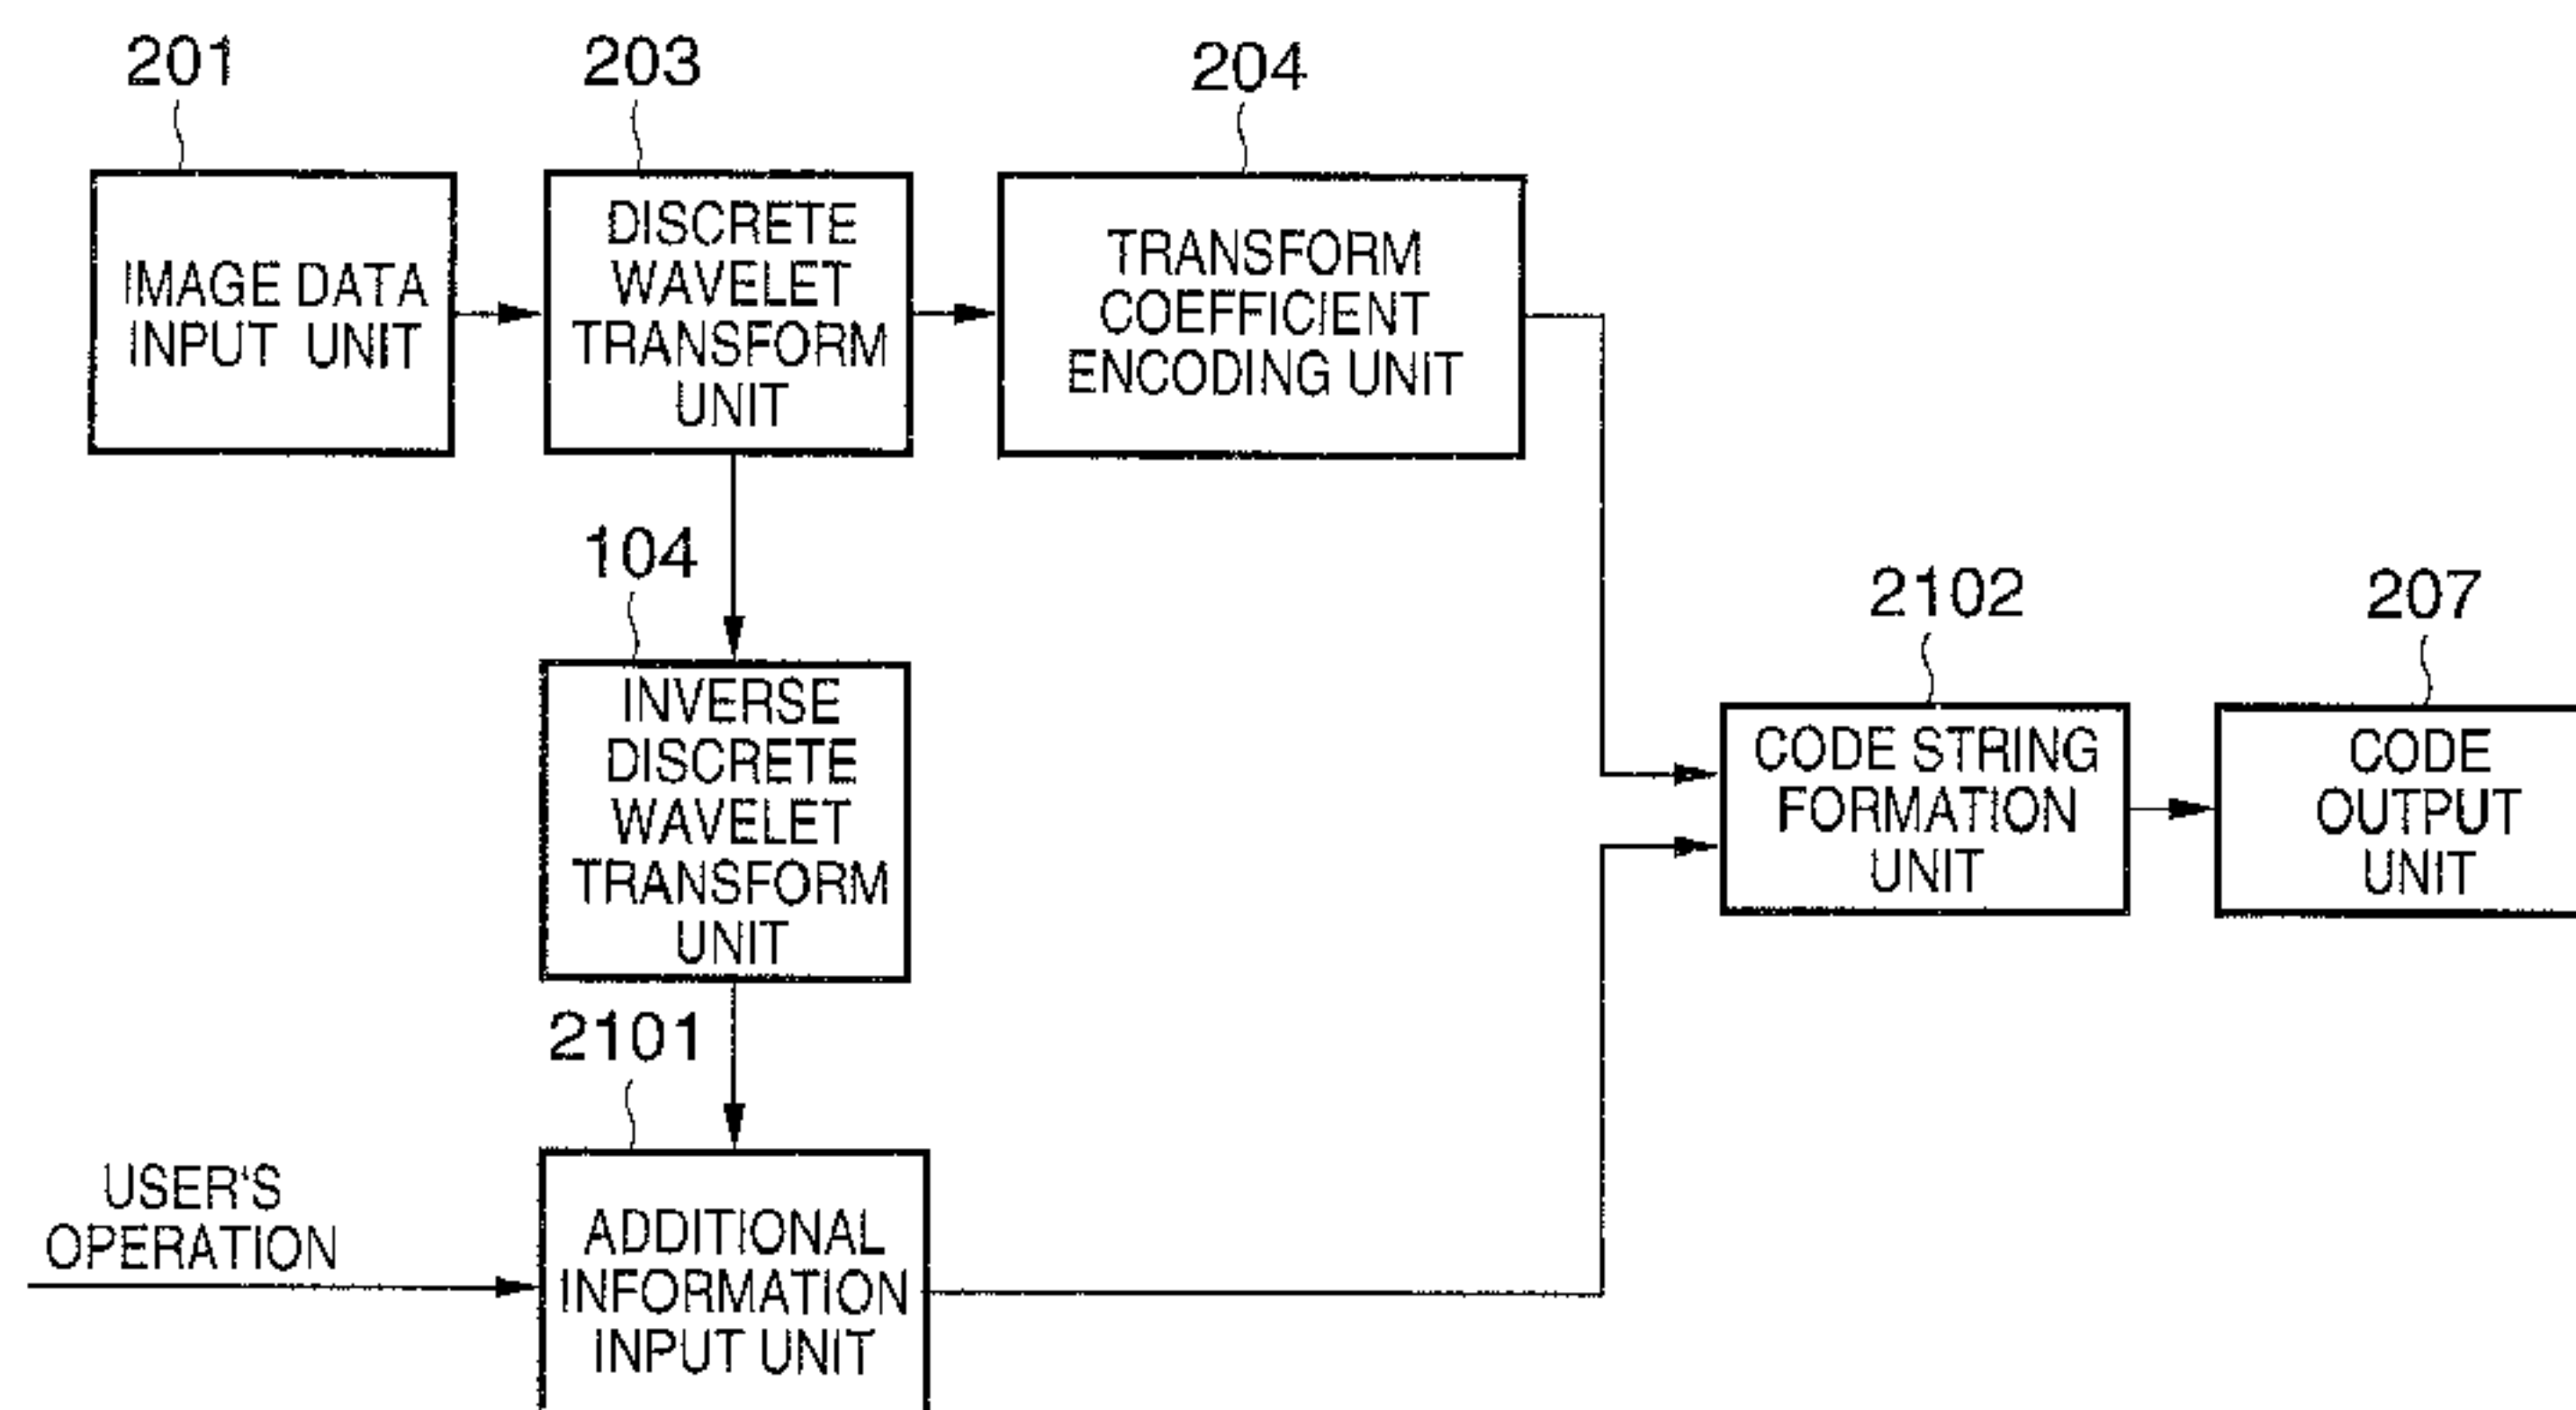 201
203
204
IMAGE DATA
INPUT UNIT
DISCRETE
WAVELET
TRANSFORM
UNIT
TRANSFORM
COEFFICIENT
ENCODING UNIT
104
INVERSE
DISCRETE
WAVELET
TRANSFORM
UNIT
2102
207
CODE STRING
FORMATION
UNIT
CODE
OUTPUT
UNIT
2101
USER'S
OPERATION
ADDITIONAL
INFORMATION
INPUT UNIT